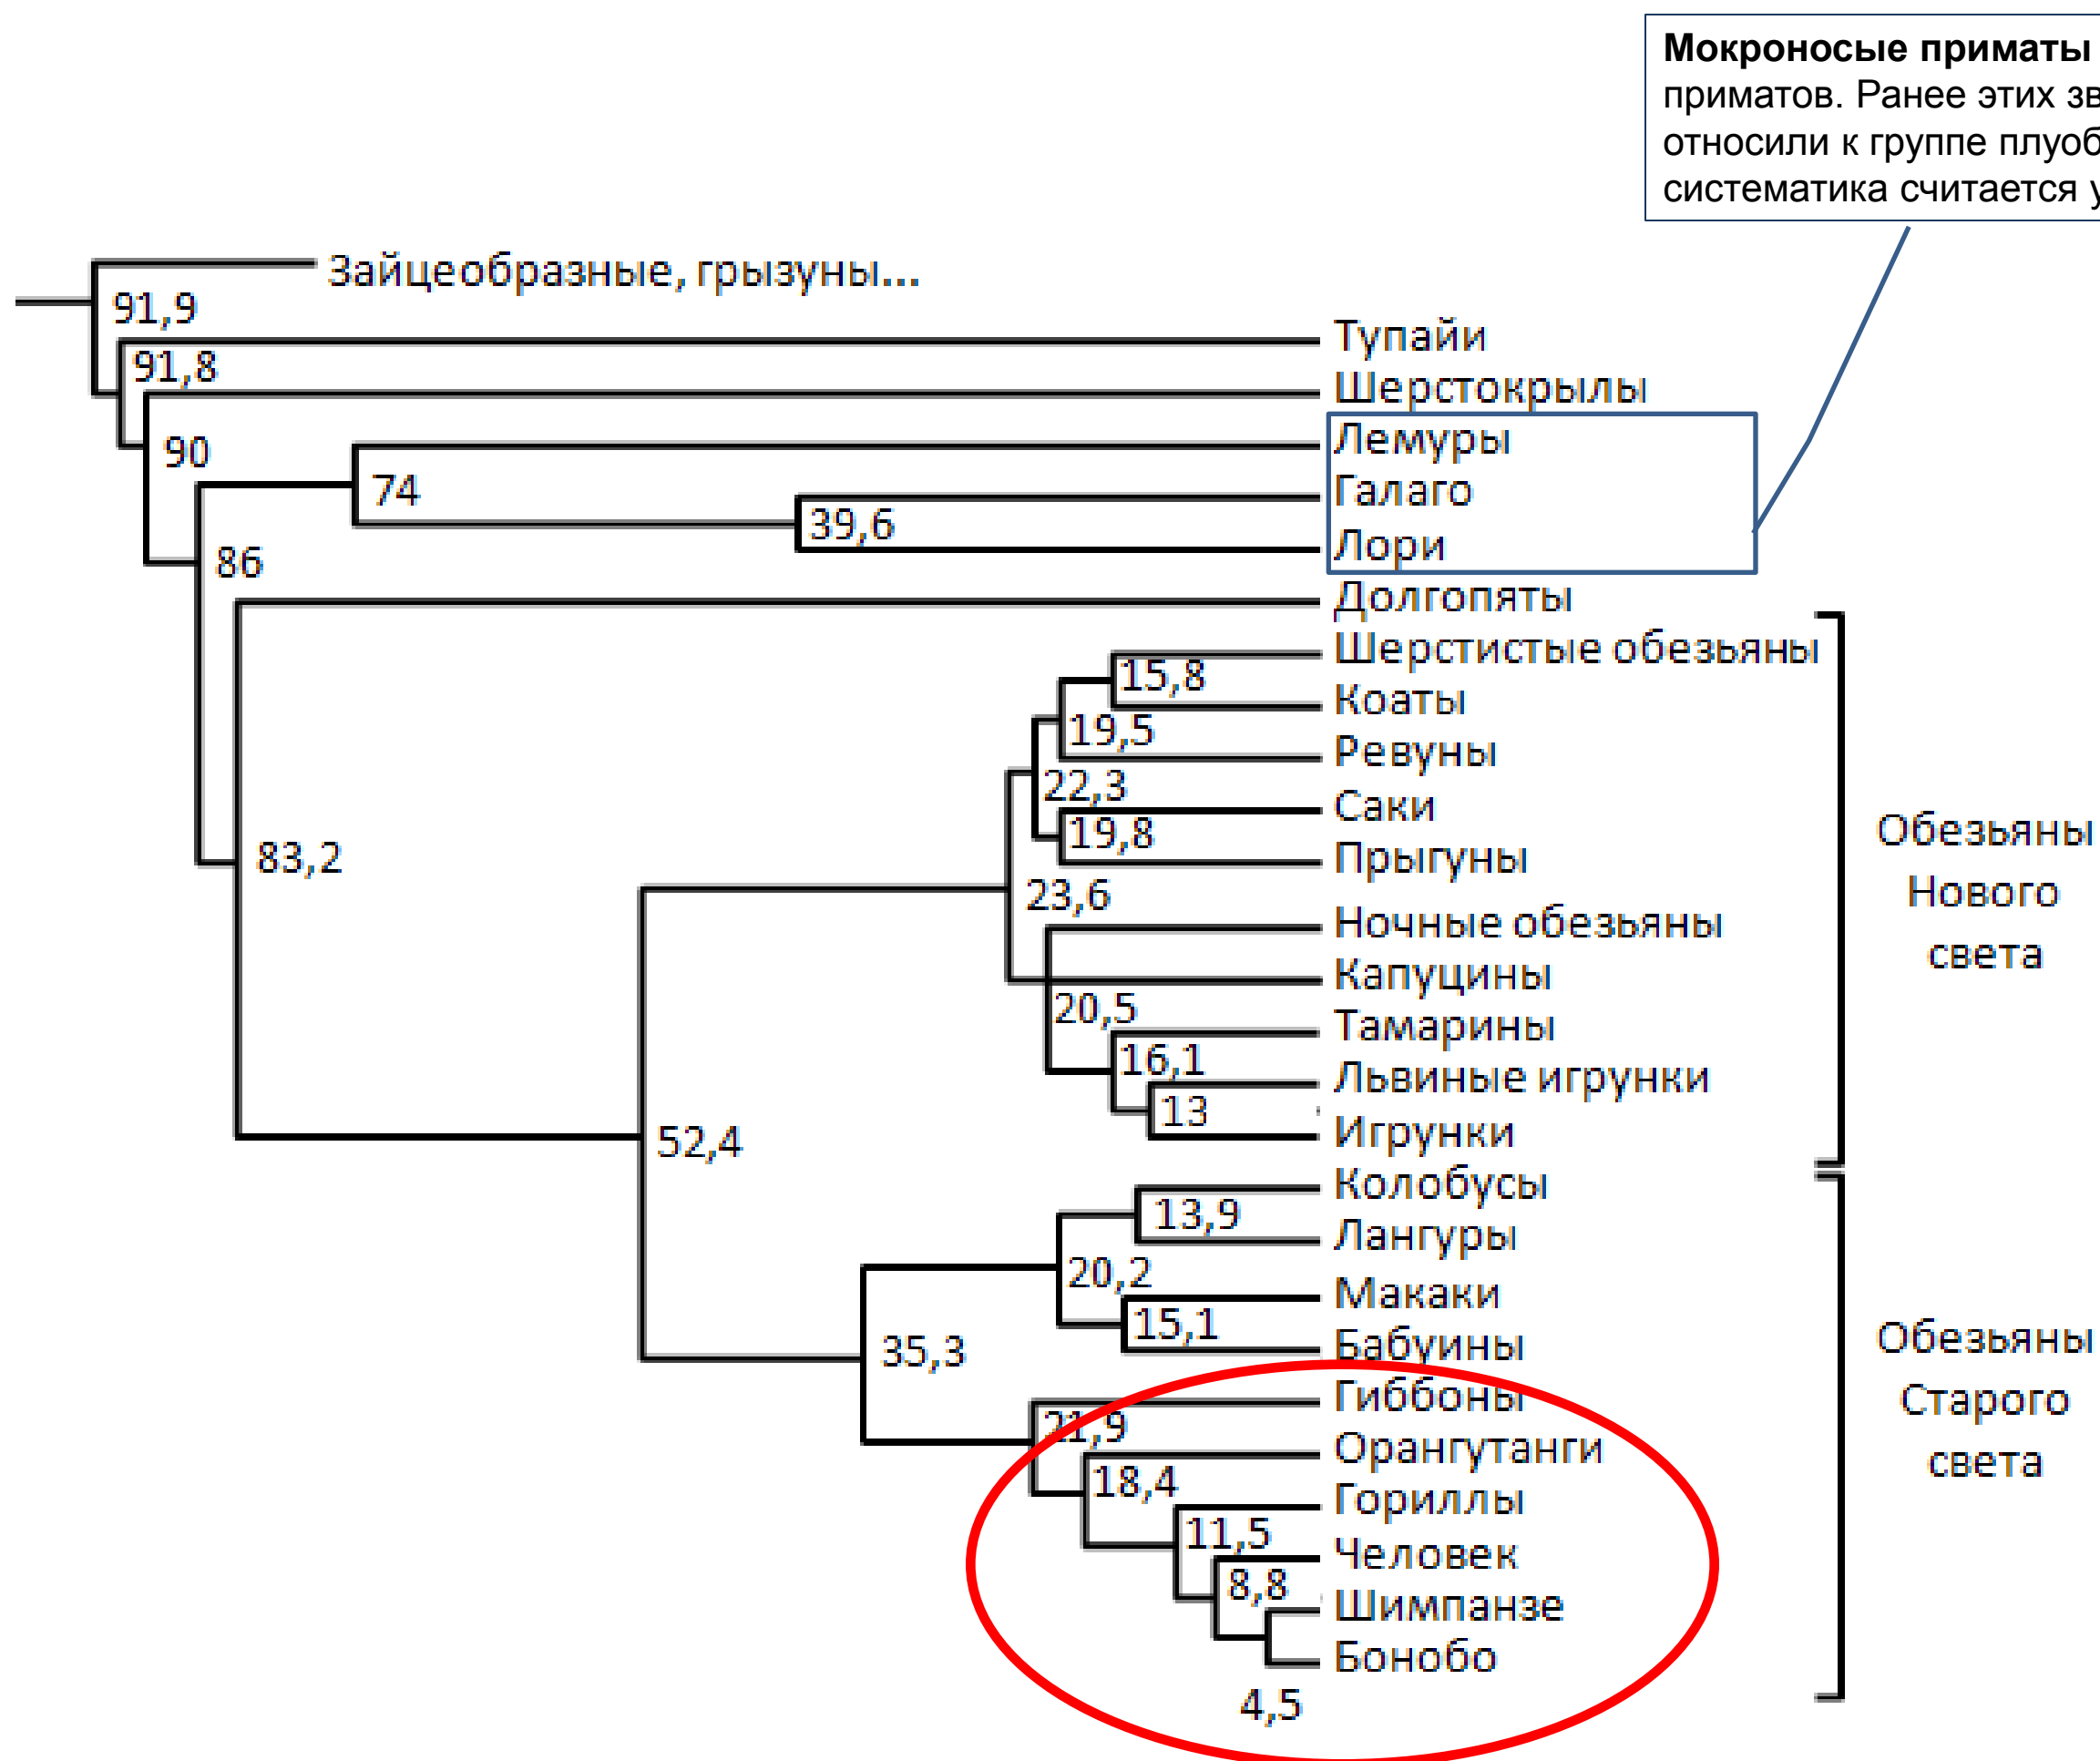 Мокроносые приматы
приматов. Ранее этих
относили к группе
систематика считается
Зайцеобразные, грызуны...
91,9
Тупайи
91,8
Шерстокрылы
90
Лемуры
74
Галаго
39,6
Лори
86
Долгопяты
Шерстистые обезьяны
15,8
Коаты
19,5
Ревуны
22,3
Саки
19,8
Прыгуны
83,2
23,6
Ночные обезьяны
Капуцины
20,5
Тамарины
16,1
Львиные игрунки
13
Игрунки
Обезьяны
Нового
света
52,4
Колобусы
13,9
Лангуры
20,2
Макаки
15,1
Бабуины
35,3
Гиббоны
21,9
Орангутанги
18,4
Гориллы
11,5
Человек
8,8
Шимпанзе
Бонобо
4,5
Обезьяны
Старого
света